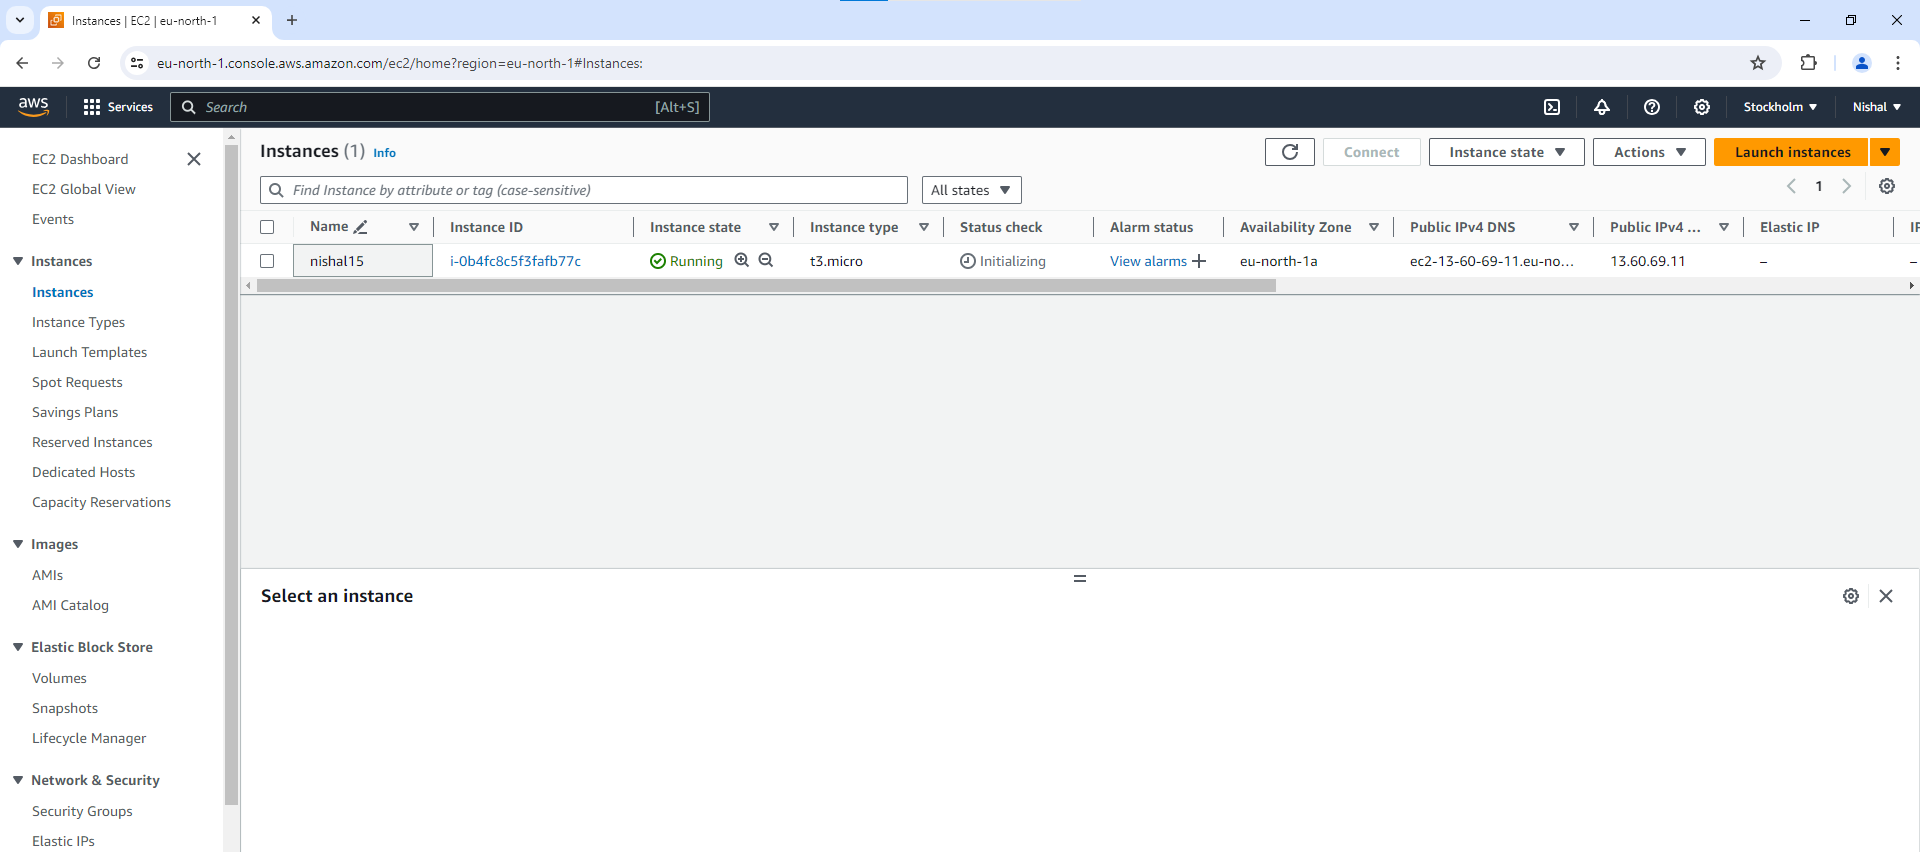 Instances | EC2 | eu-north-1
eu-north-1.console.aws.amazon.com/ec2/home?region=eu-north-1#Instances:
aws Services Search [Alt+S] Stockholm Nishal
EC2 Dashboard
EC2 Global View
Events
Instances
Instances
Instance Types
Launch Templates
Spot Requests
Savings Plans
Reserved Instances
Dedicated Hosts
Capacity Reservations
Images
AMIs
AMI Catalog
Elastic Block Store
Volumes
Snapshots
Lifecycle Manager
Network & Security
Security Groups
Elastic IPs
Instances (1) Info
Connect Instance state Actions Launch instances
Find Instance by attribute or tag (case-sensitive) All states 1
Name Instance ID Instance state Instance type Status check Alarm status Availability Zone Public IPv4 DNS Public IPv4 ... Elastic IP IP
nishal15 i-0b4fc8c5f3fafb77c Running t3.micro Initializing View alarms + eu-north-1a ec2-13-60-69-11.eu-no... 13.60.69.11 – –
Select an instance